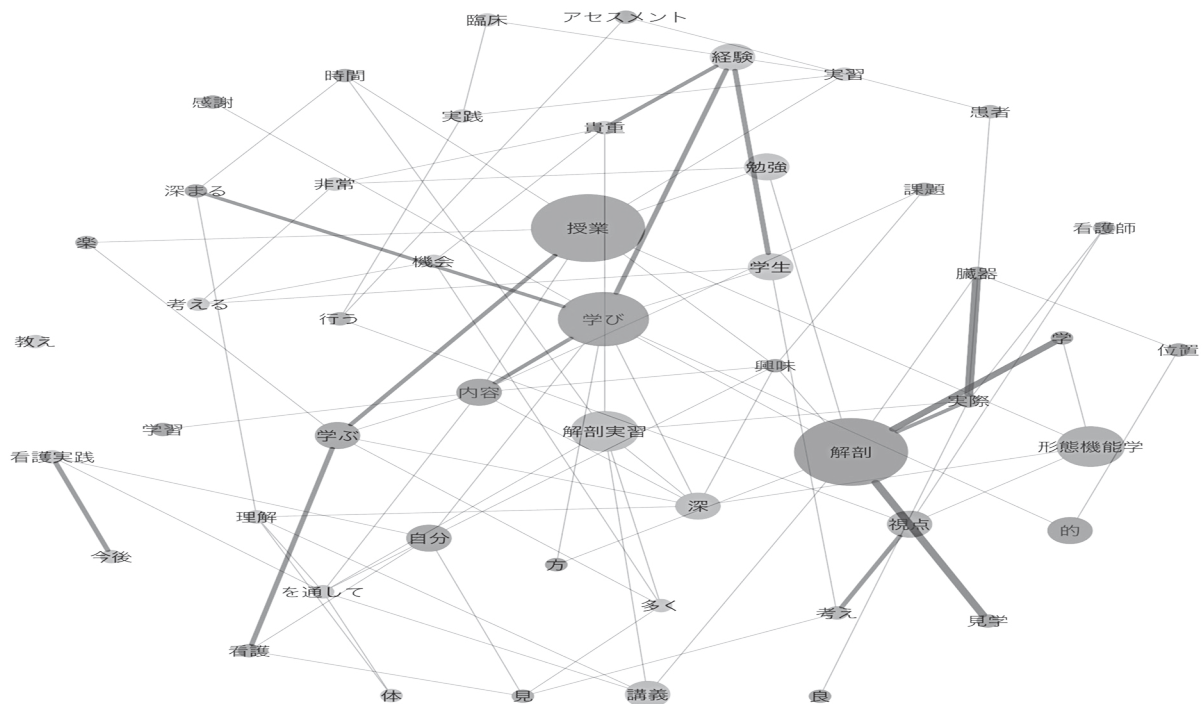 臨床
アセスメント
経験
時間
実習
感謝
実践
患者
貴重
勉強
非常
深まる
課題
授業
看護師
楽
機会
学生
臓器
考える
行う
学び
教え
学
位置
興味
内容
実際
学習
学ぶ
解剖実習
形態機能学
看護実践
解剖
深
理解
視点
的
自分
今後
方
を通して
多く
考え
見学
看護
体
見
講義
良